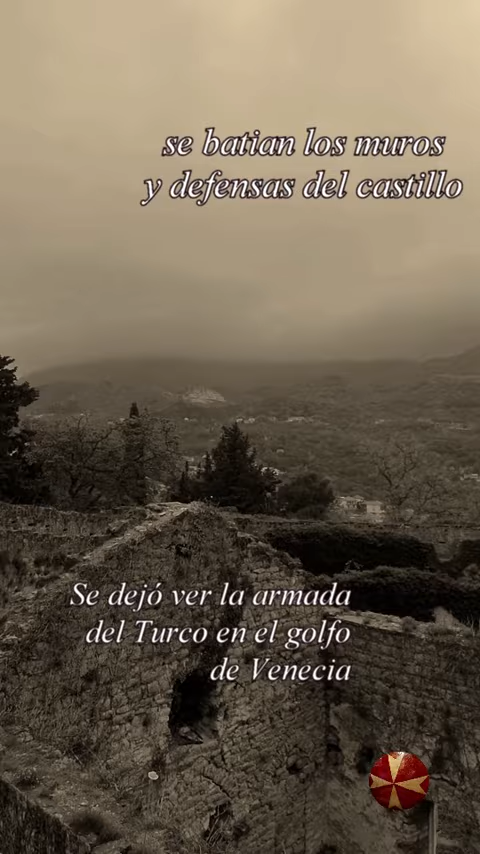 se batian los muros
y defensas del castillo
Se dejó ver la armada
del Turco en el golfo
de Venecia